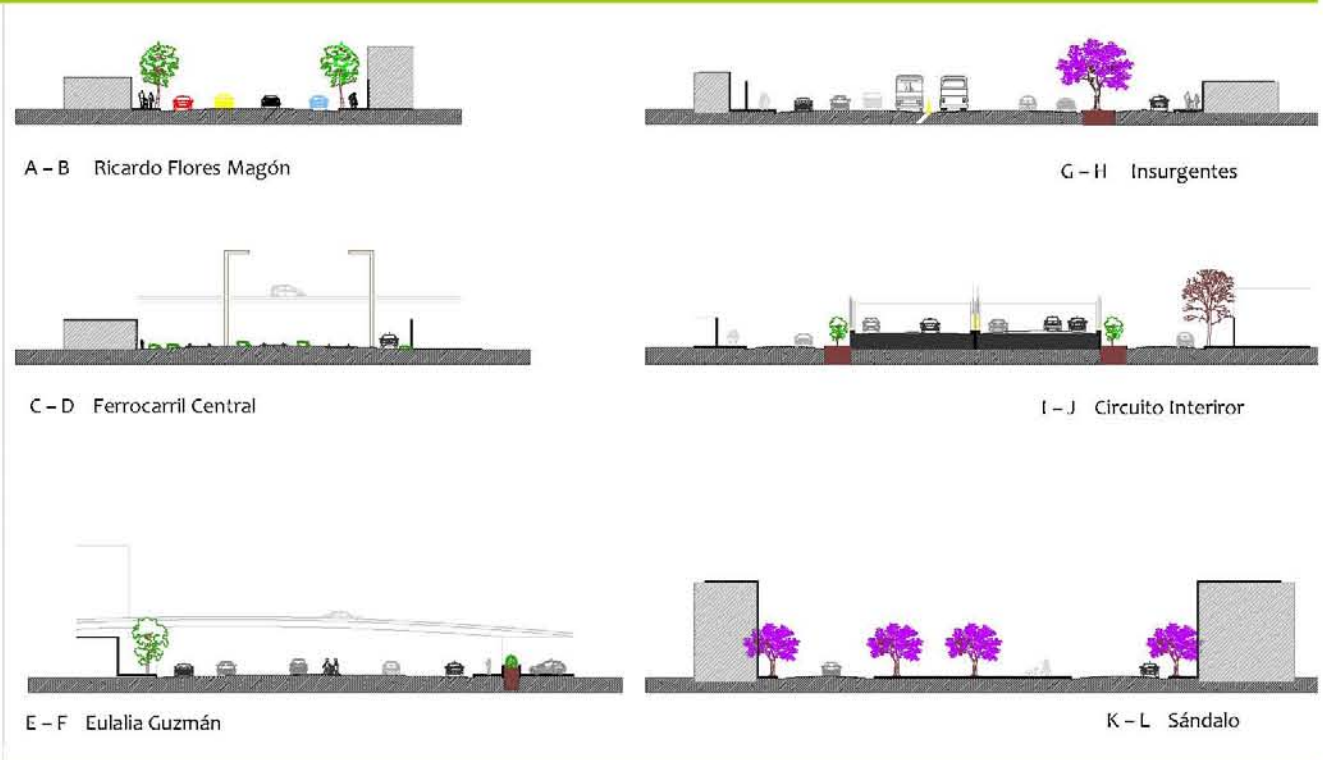 A – B Ricardo Flores Magón
G – H Insurgentes
C – D Ferrocarril Central
I – J Circuito Interiror
E – F Eulalia Guzmán
K – L Sándalo